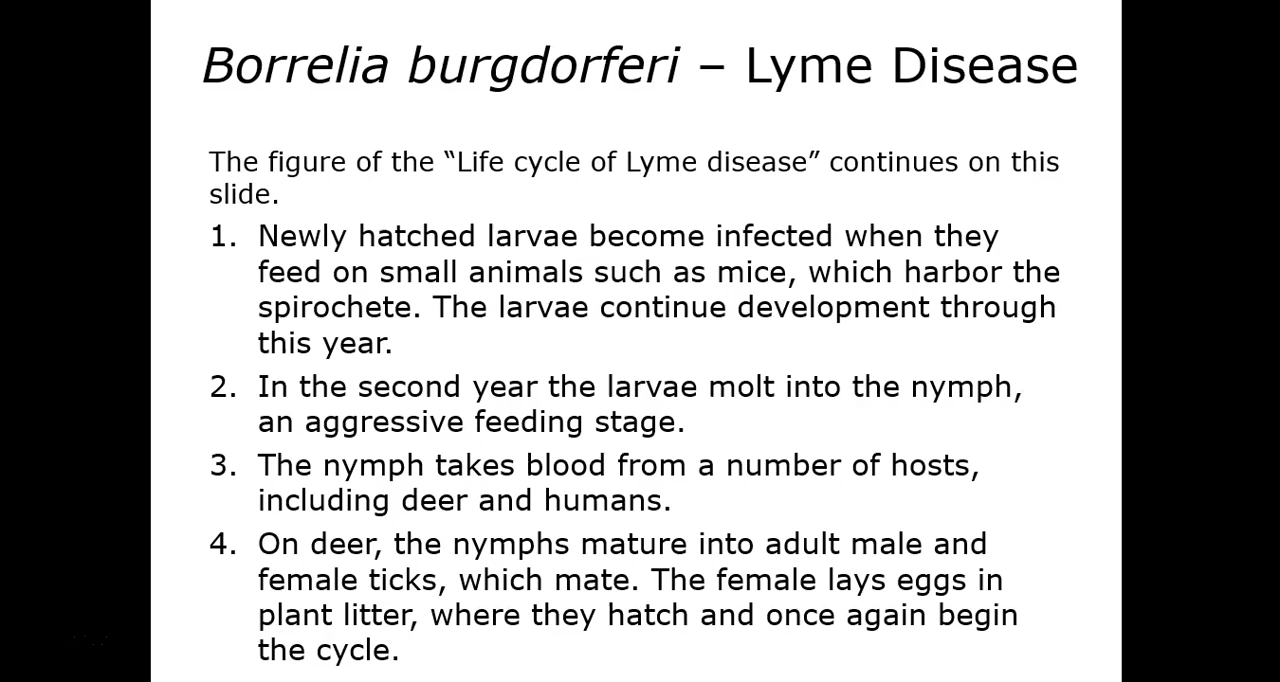 Borrelia burgdorferi – Lyme Disease
The figure of the “Life cycle of Lyme disease” continues on this
slide.
1. Newly hatched larvae become infected when they
feed on small animals such as mice, which harbor the
spirochete. The larvae continue development through
this year.
2. In the second year the larvae molt into the nymph,
an aggressive feeding stage.
3. The nymph takes blood from a number of hosts,
including deer and humans.
4. On deer, the nymphs mature into adult male and
female ticks, which mate. The female lays eggs in
plant litter, where they hatch and once again begin
the cycle.